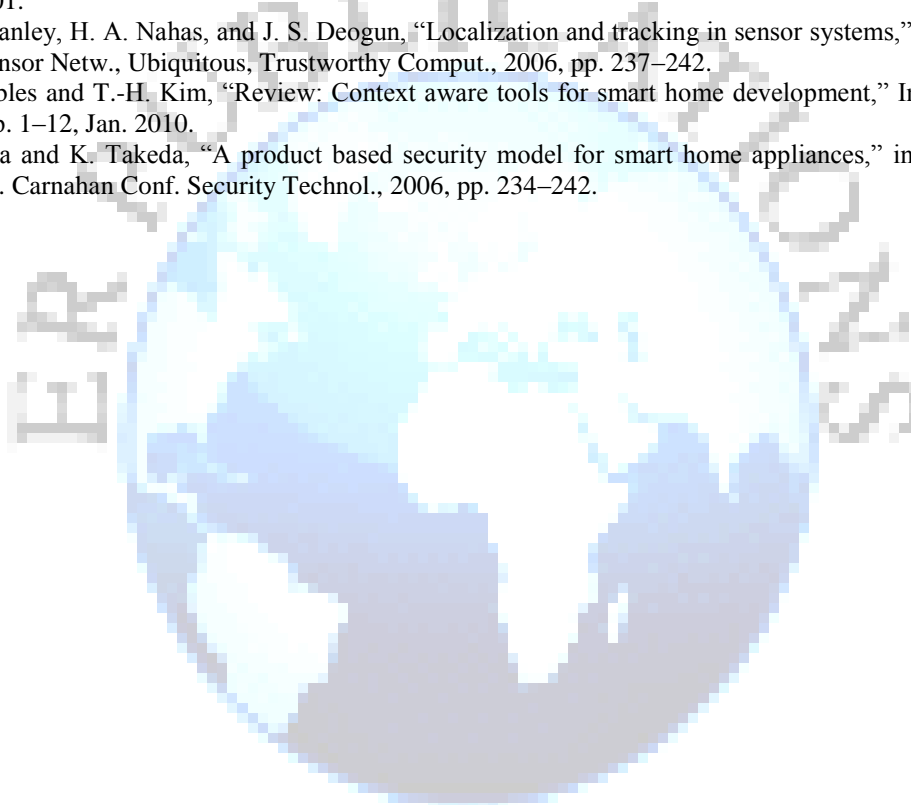 01.
anley, H. A. Nahas, and J. S. Deogun, “Localization and tracking in sensor systems,”
nsor Netw., Ubiquitous, Trustworthy Comput., 2006, pp. 237–242.
bles and T.-H. Kim, “Review: Context aware tools for smart home development,” In
p. 1–12, Jan. 2010.
a and K. Takeda, “A product based security model for smart home appliances,” in
. Carnahan Conf. Security Technol., 2006, pp. 234–242.